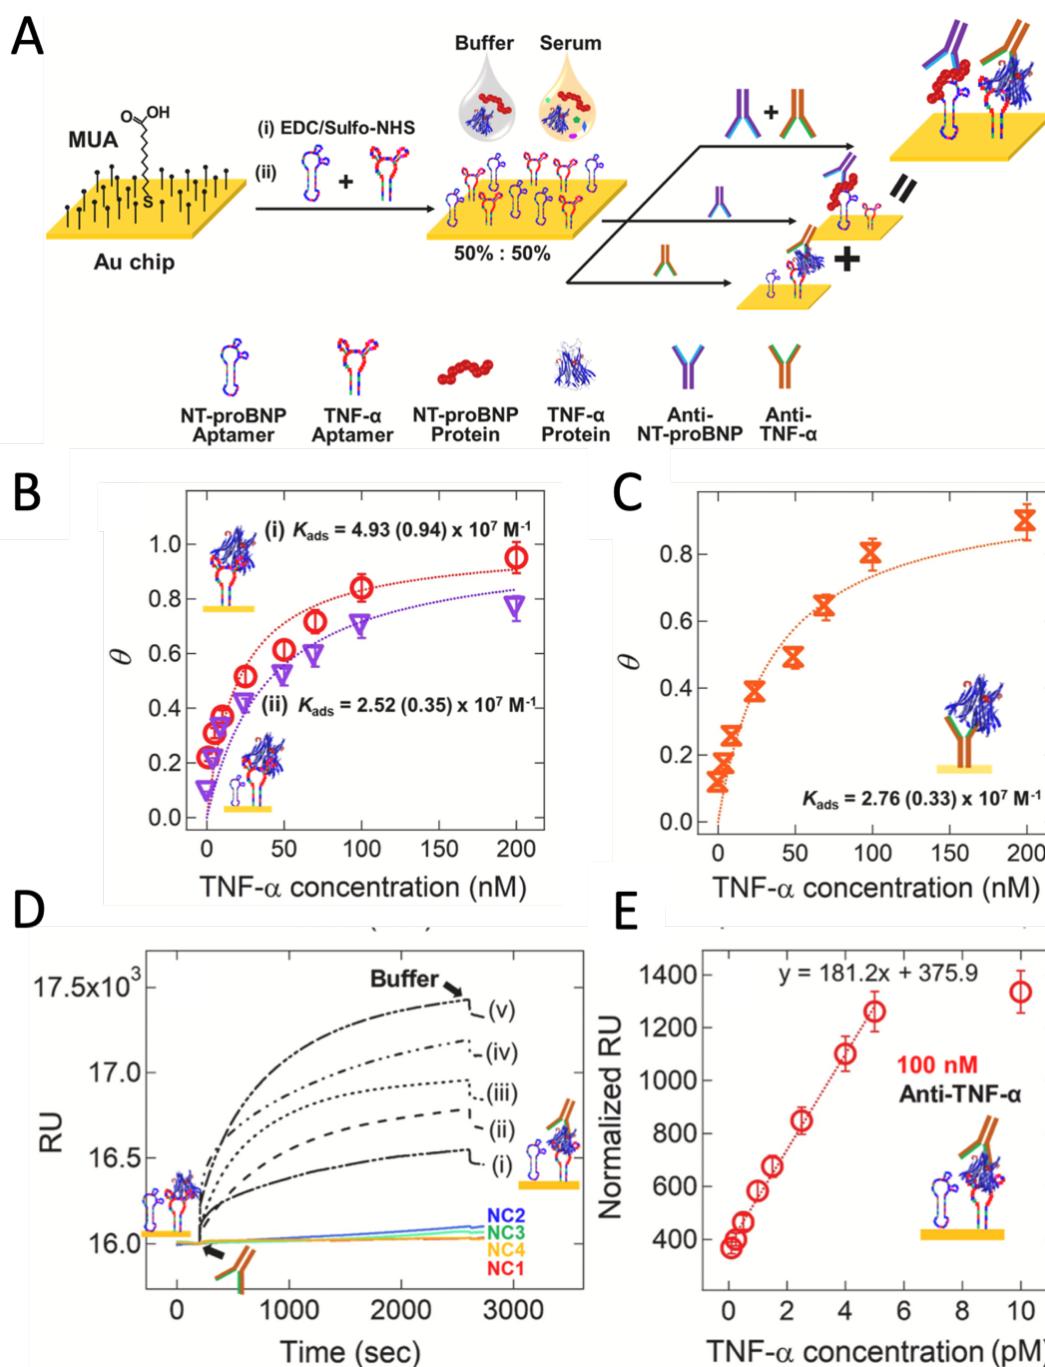 A
Buffer Serum
MUA
OH
O
S
(i) EDC/Sulfo-NHS
(ii)
+
+
Au chip
50% : 50%
=
+
NT-proBNP Aptamer
TNF-α Aptamer
NT-proBNP Protein
TNF-α Protein
Anti-NT-proBNP
Anti-TNF-α
B
(i) Kads = 4.93 (0.94) x 10⁷ M⁻¹
(ii) Kads = 2.52 (0.35) x 10⁷ M⁻¹
1.0
0.8
0.6
0.4
0.2
0.0
θ
0 50 100 150 200
TNF-α concentration (nM)
C
0.8
0.6
0.4
0.2
0.0
θ
Kads = 2.76 (0.33) x 10⁷ M⁻¹
0 50 100 150 200
TNF-α concentration (nM)
D
17.5x10³
17.0
16.5
16.0
RU
Buffer
(v)
(iv)
(iii)
(ii)
(i)
NC2
NC3
NC4
NC1
0 1000 2000 3000
Time (sec)
E
y = 181.2x + 375.9
1400
1200
1000
800
600
400
Normalized RU
100 nM
Anti-TNF-α
0 2 4 6 8 10
TNF-α concentration (pM)